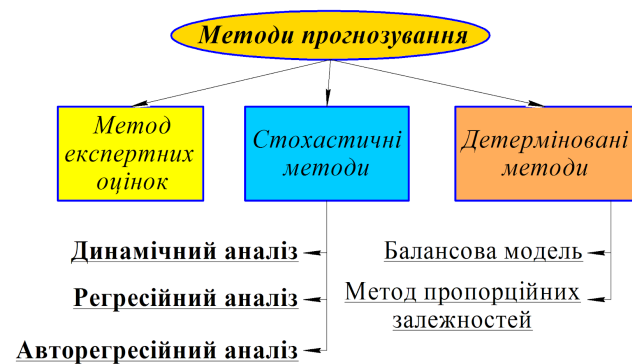 Методи прогнозування
Метод
експертних
оцінок
Стохастичні
методи
Детерміновані
методи
Динамічний аналіз
Регресійний аналіз
Авторегресійний аналіз
Балансова модель
Метод пропорційних
залежностей